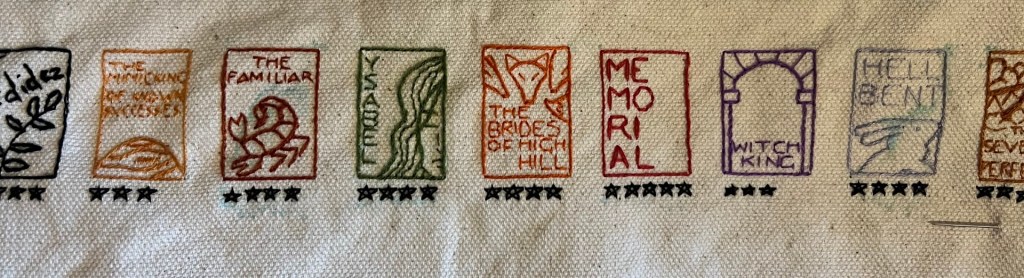 THE
MIMICKING
OF KNOWN
SUCCESSES
THE
FAMILIAR
YSABEL
THE
BRIDES
OF HIGH
HILL
ME
MO
RI
AL
WITCH
KING
HELL
BENT
THE